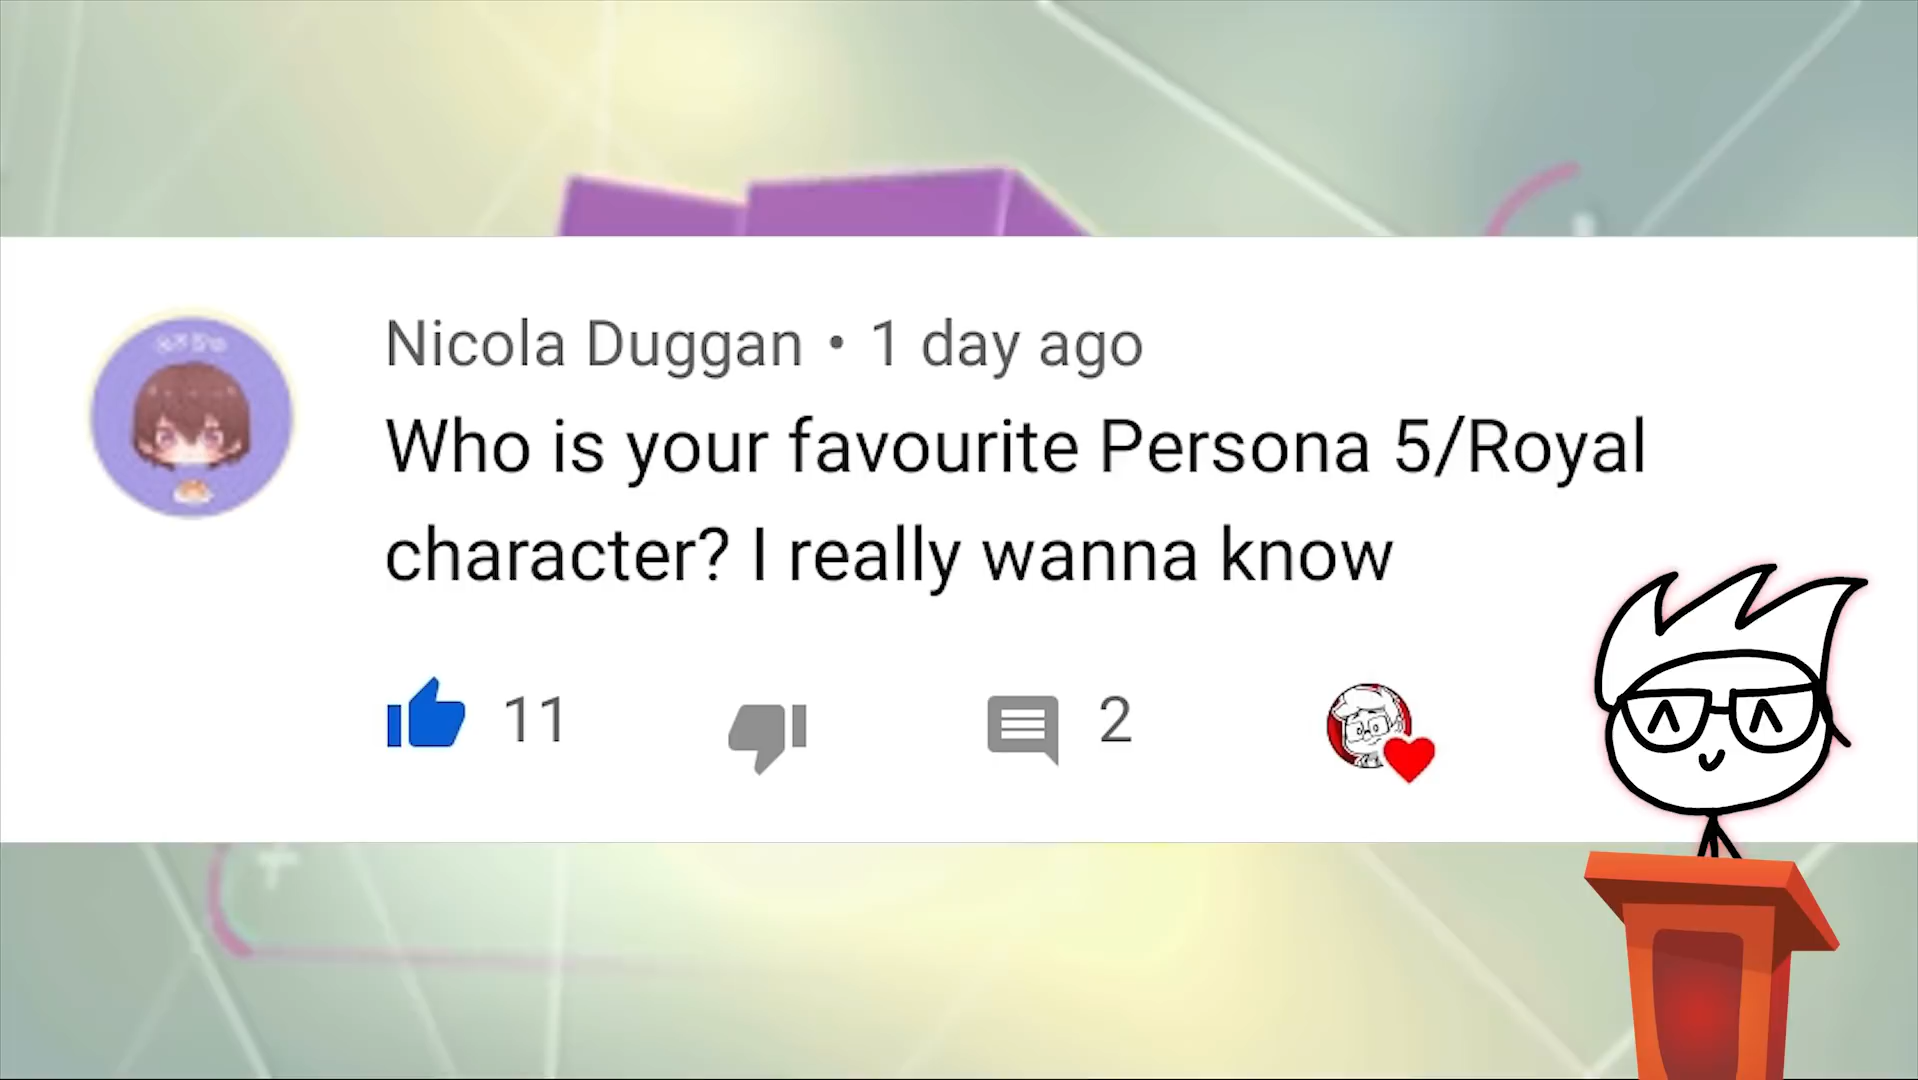 Nicola Duggan • 1 day ago
Who is your favourite Persona 5/Royal
character? I really wanna know
11
2